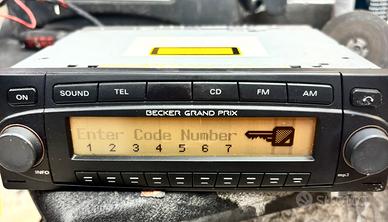 BECKER GRAND PRIX
ON
SOUND
TEL
CD
FM
AM
Enter Code Number
1 2 3 4 5 6 7
INFO
mp3
Subito